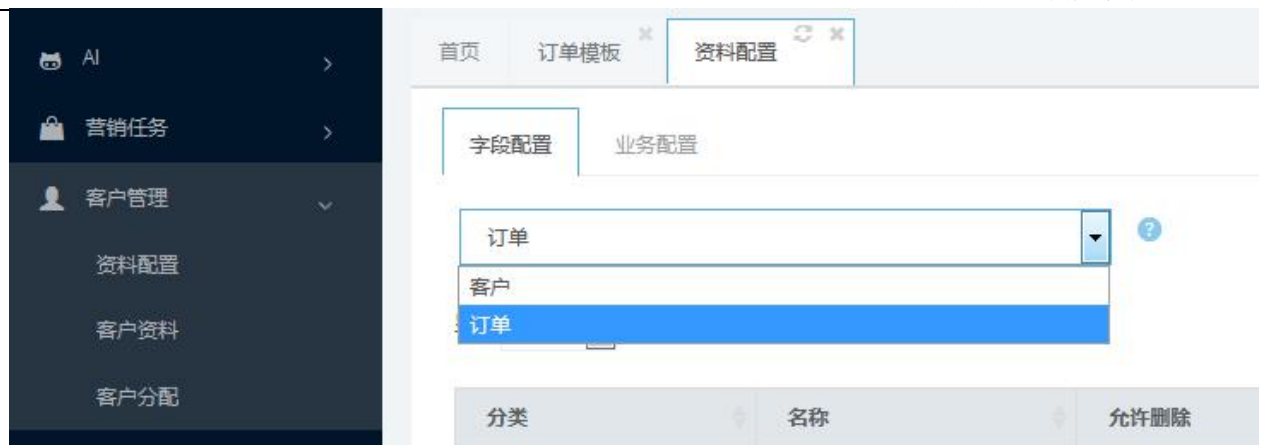 AI
营销任务
客户管理
资料配置
客户资料
客户分配
首页 订单模板 资料配置
字段配置 业务配置
订单
客户
订单
分类 名称 允许删除